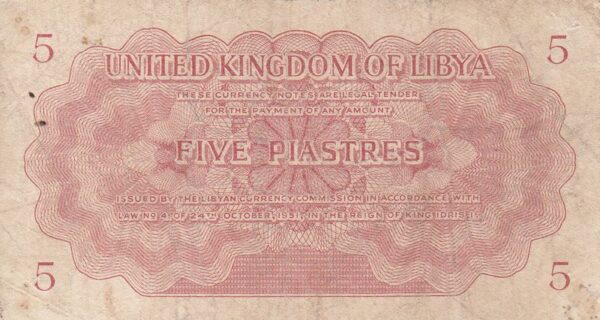 5 5
UNITED KINGDOM OF LIBYA
THESE CURRENCY NOTES ARE LEGAL TENDER
FOR THE PAYMENT OF ANY AMOUNT
FIVE PIASTRES
ISSUED BY THE LIBYAN CURRENCY COMMISSION IN ACCORDANCE WITH
LAW NO 4, OF 24TH OCTOBER, 1951, IN THE REIGN OF KING IDRIS I.
5 5